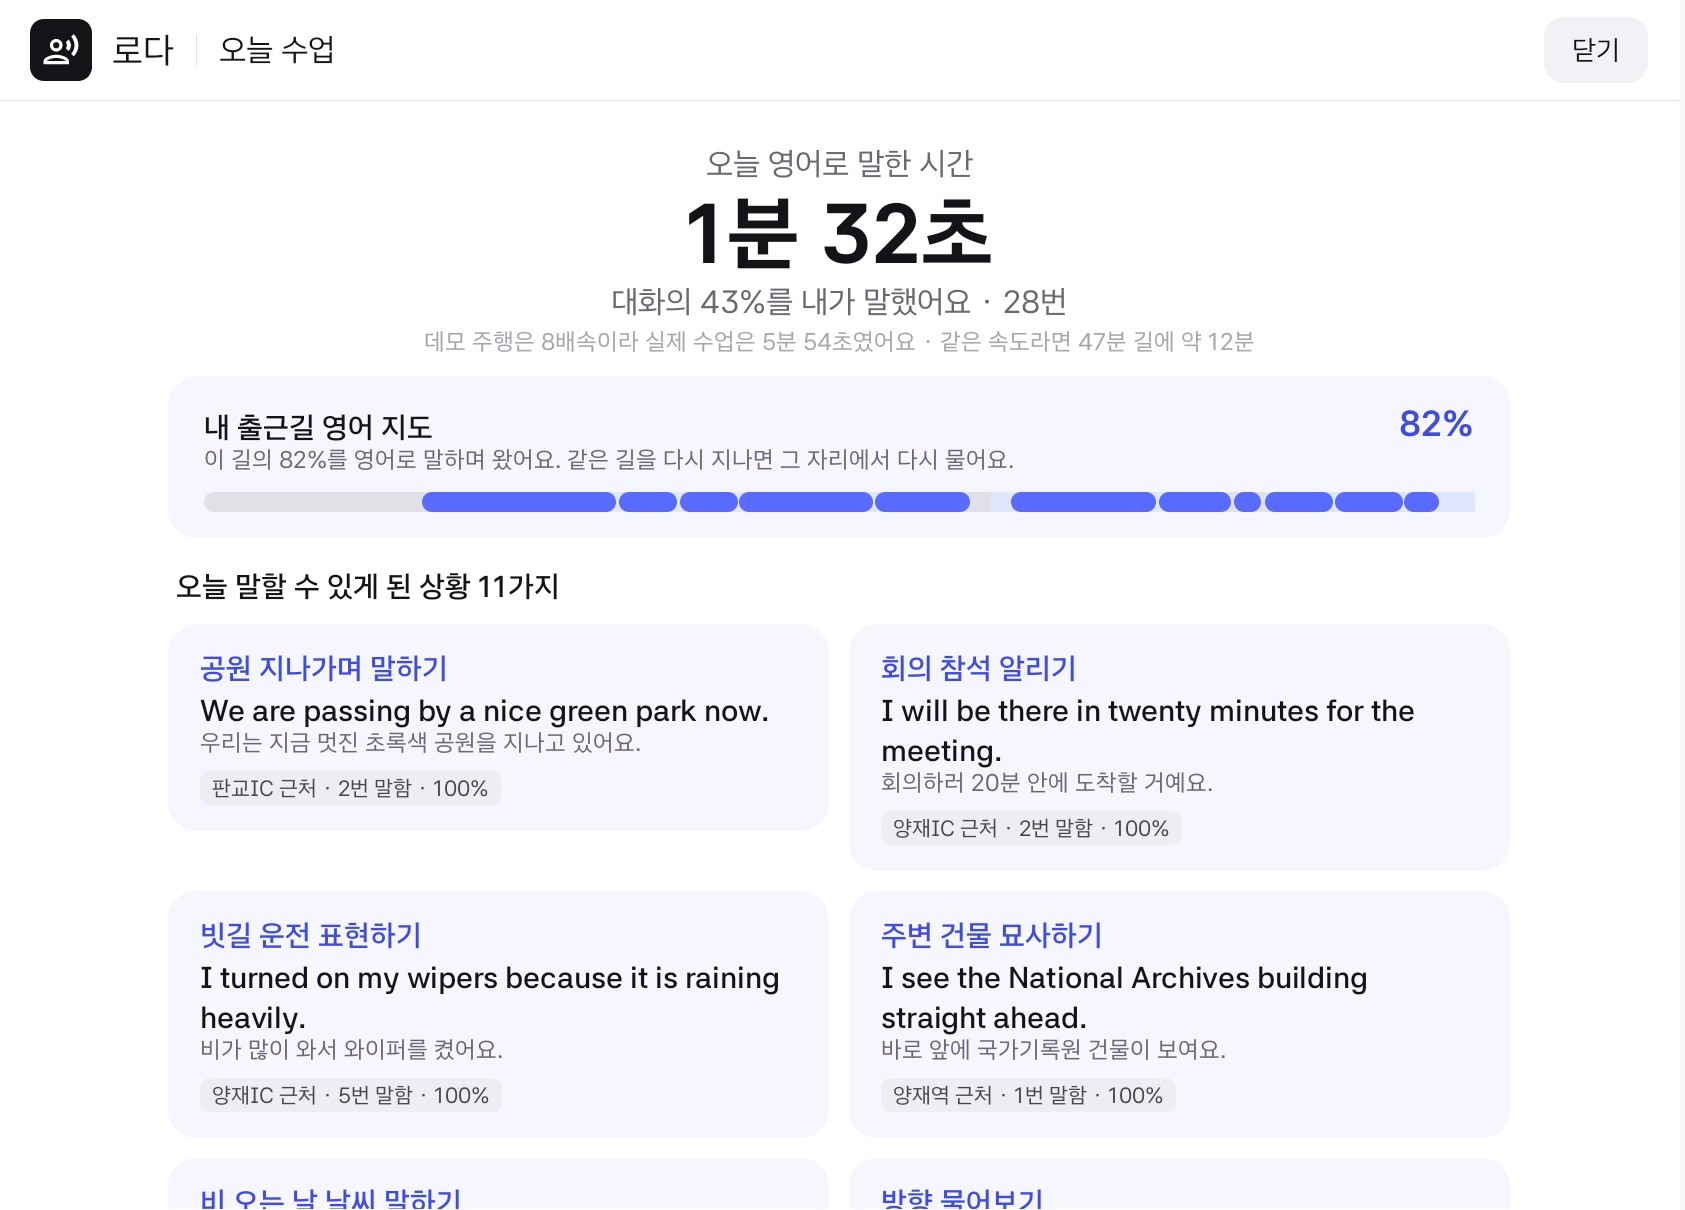 로다
오늘 수업
닫기
오늘 영어로 말한 시간
1분 32초
대화의 43%를 내가 말했어요 · 28번
데모 주행은 8배속이라 실제 수업은 5분 54초였어요 · 같은 속도라면 47분 길에 약 12분
내 출근길 영어 지도
82%
이 길의 82%를 영어로 말하며 왔어요. 같은 길을 다시 지나면 그 자리에서 다시 물어요.
오늘 말할 수 있게 된 상황 11가지
공원 지나가며 말하기
We are passing by a nice green park now.
우리는 지금 멋진 초록색 공원을 지나고 있어요.
판교IC 근처 · 2번 말함 · 100%
회의 참석 알리기
I will be there in twenty minutes for the
meeting.
회의하러 20분 안에 도착할 거예요.
양재IC 근처 · 2번 말함 · 100%
빗길 운전 표현하기
I turned on my wipers because it is raining
heavily.
비가 많이 와서 와이퍼를 켰어요.
양재IC 근처 · 5번 말함 · 100%
주변 건물 묘사하기
I see the National Archives building
straight ahead.
바로 앞에 국가기록원 건물이 보여요.
양재역 근처 · 1번 말함 · 100%
비 오는 날 날씨 말하기
방향 물어보기